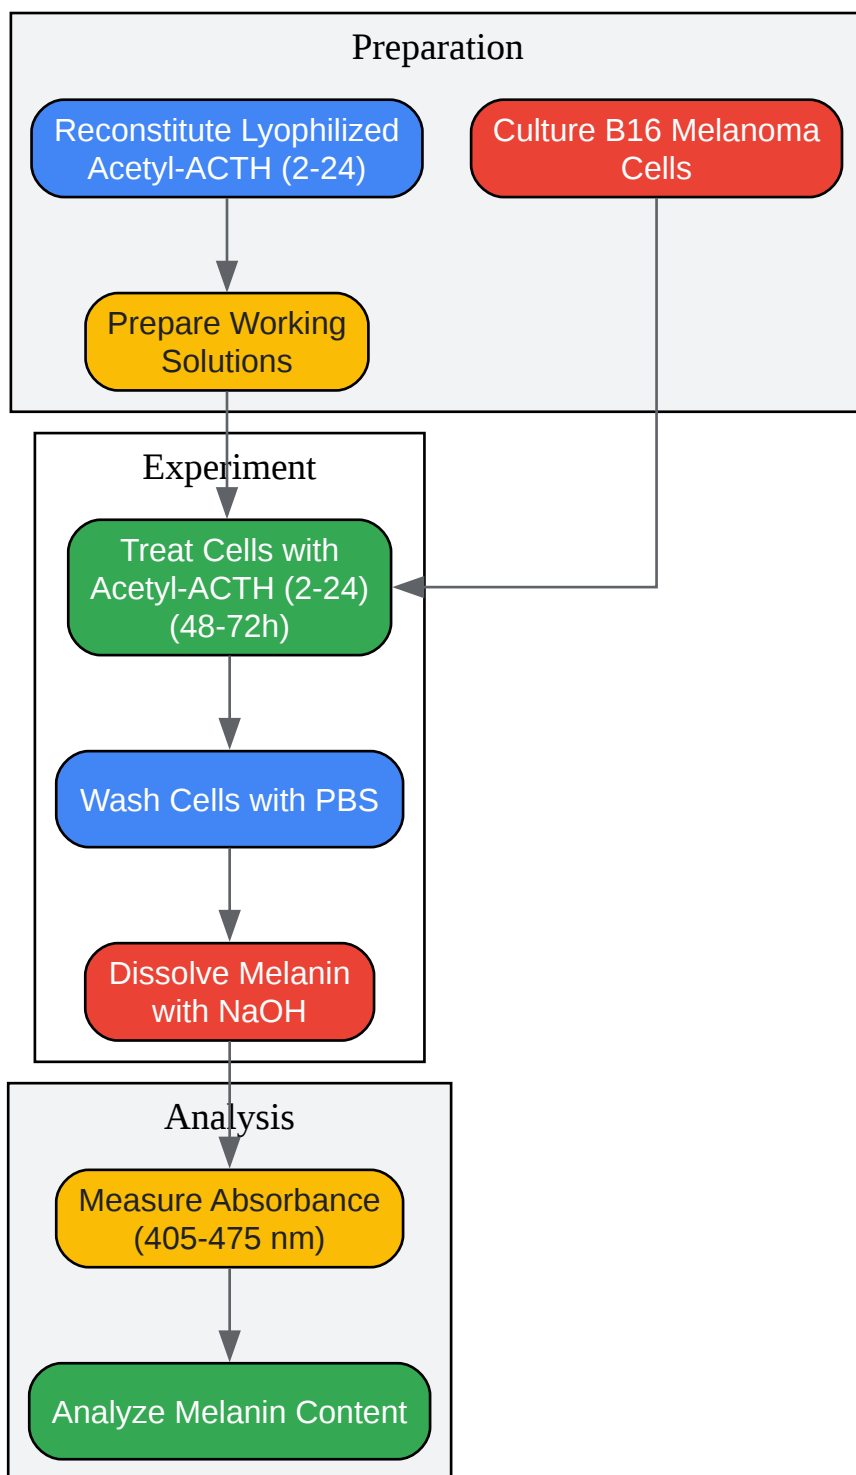 Preparation
Reconstitute Lyophilized
Acetyl-ACTH (2-24)
Culture B16 Melanoma
Cells
Prepare Working
Solutions
Experiment
Treat Cells with
Acetyl-ACTH (2-24)
(48-72h)
Wash Cells with PBS
Dissolve Melanin
with NaOH
Analysis
Measure Absorbance
(405-475 nm)
Analyze Melanin Content